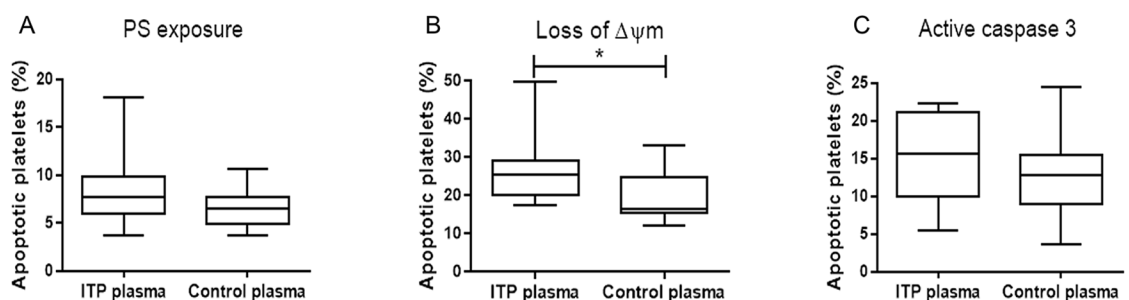 A
PS exposure
Apoptotic platelets (%)
20
15
10
5
0
ITP plasma
Control plasma
B
Loss of Δψm
*
Apoptotic platelets (%)
50
40
30
20
10
0
ITP plasma
Control plasma
C
Active caspase 3
Apoptotic platelets (%)
25
20
15
10
5
0
ITP plasma
Control plasma